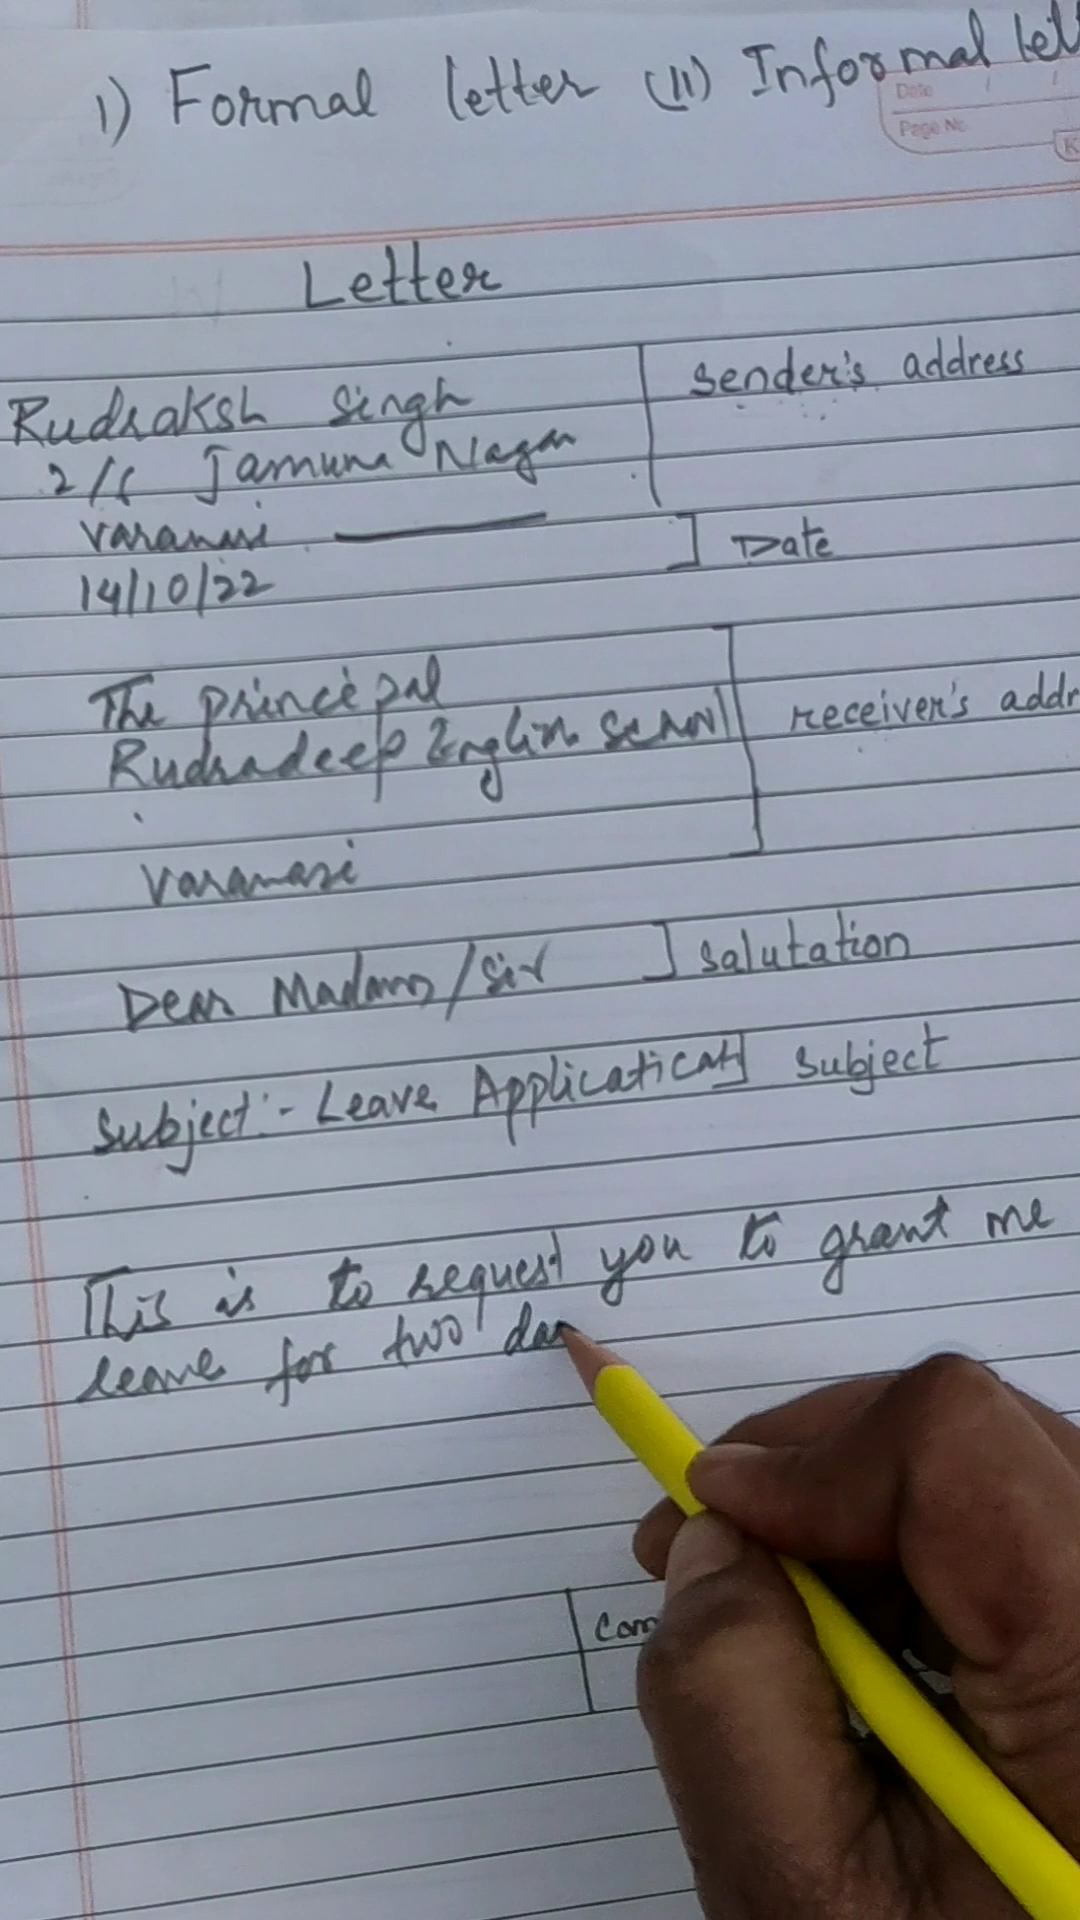 1) Formal letter (II) Informal let
Date / /
Page No
K
Letter
Rudraksh Singh
sender's address
2/ Jamuna Nagar
varanasi
] Date
14/10/22
The principal
Rudradeep English School
receiver's addr
varanasi
Dear Madam/Sir ] salutation
Subject:- Leave Application] subject
This is to request you to grant me
leave for two da
Com